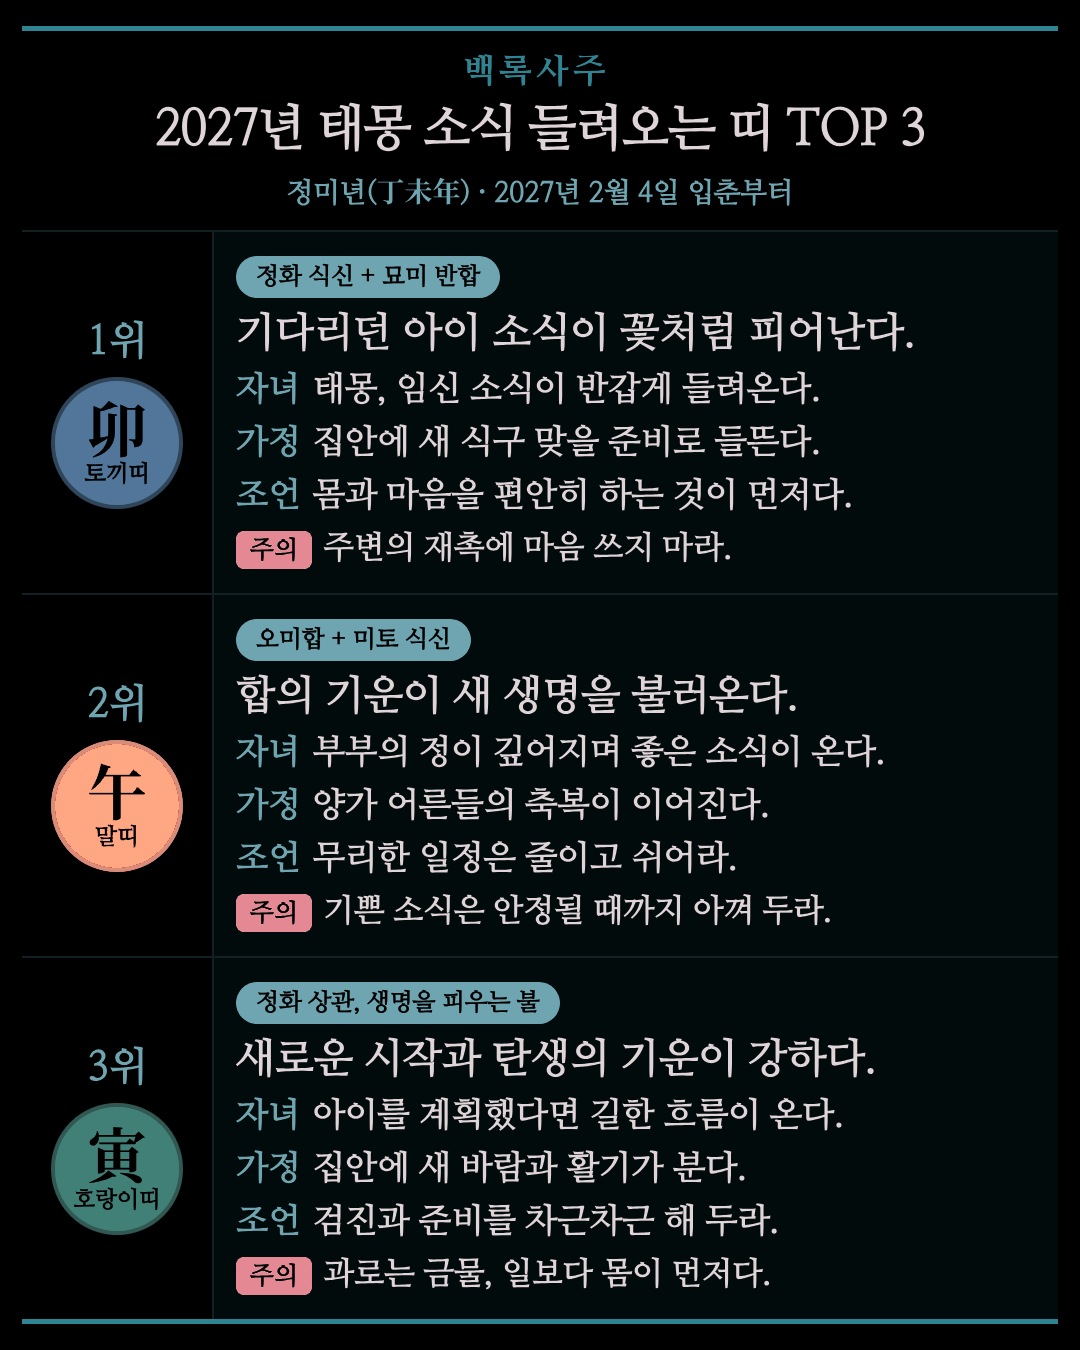 백록사주
2027년 태몽 소식 들려오는 띠 TOP 3
정미년(丁未年) · 2027년 2월 4일 입춘부터
1위
卯
토끼띠
정화 식신 + 묘미 반합
기다리던 아이 소식이 꽃처럼 피어난다.
자녀 태몽, 임신 소식이 반갑게 들려온다.
가정 집안에 새 식구 맞을 준비로 들뜬다.
조언 몸과 마음을 편안히 하는 것이 먼저다.
주의 주변의 재촉에 마음 쓰지 마라.
2위
午
말띠
오미합 + 미토 식신
합의 기운이 새 생명을 불러온다.
자녀 부부의 정이 깊어지며 좋은 소식이 온다.
가정 양가 어른들의 축복이 이어진다.
조언 무리한 일정은 줄이고 쉬어라.
주의 기쁜 소식은 안정될 때까지 아껴 두라.
3위
寅
호랑이띠
정화 상관, 생명을 피우는 불
새로운 시작과 탄생의 기운이 강하다.
자녀 아이를 계획했다면 길한 흐름이 온다.
가정 집안에 새 바람과 활기가 분다.
조언 검진과 준비를 차근차근 해 두라.
주의 과로는 금물, 일보다 몸이 먼저다.